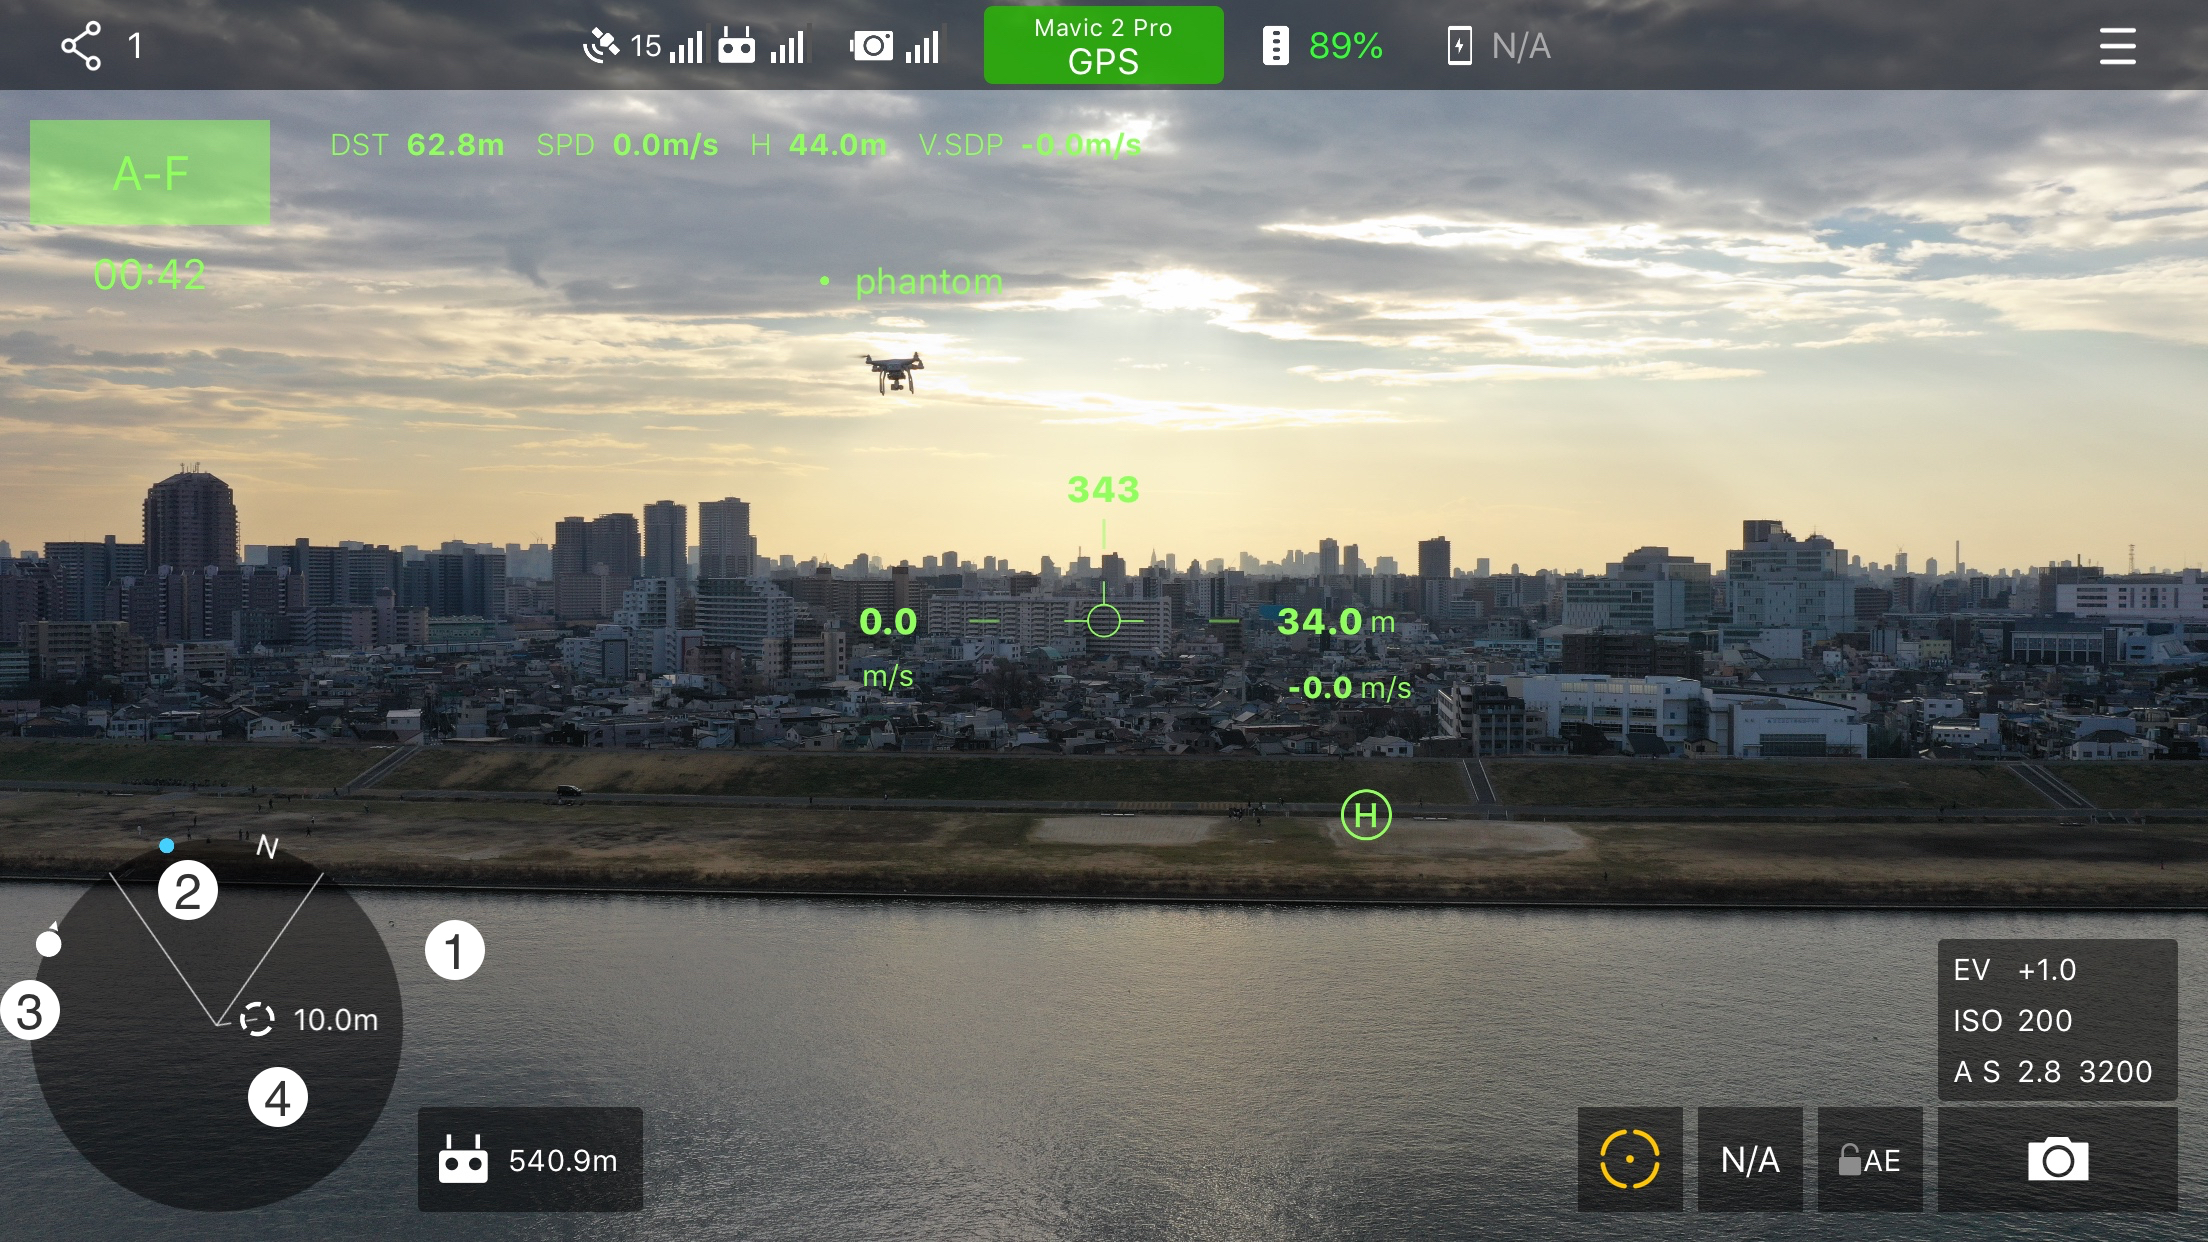 1 15 Mavic 2 Pro 89% N/A
GPS
A-F
DST 62.8m SPD 0.0m/s H 44.0m V.SDP -0.0m/s
00:42
phantom
343
0.0 34.0 m
m/s -0.0 m/s
H
N
2
1
3
10.0m
4
540.9m
EV +1.0
ISO 200
A S 2.8 3200
N/A AE